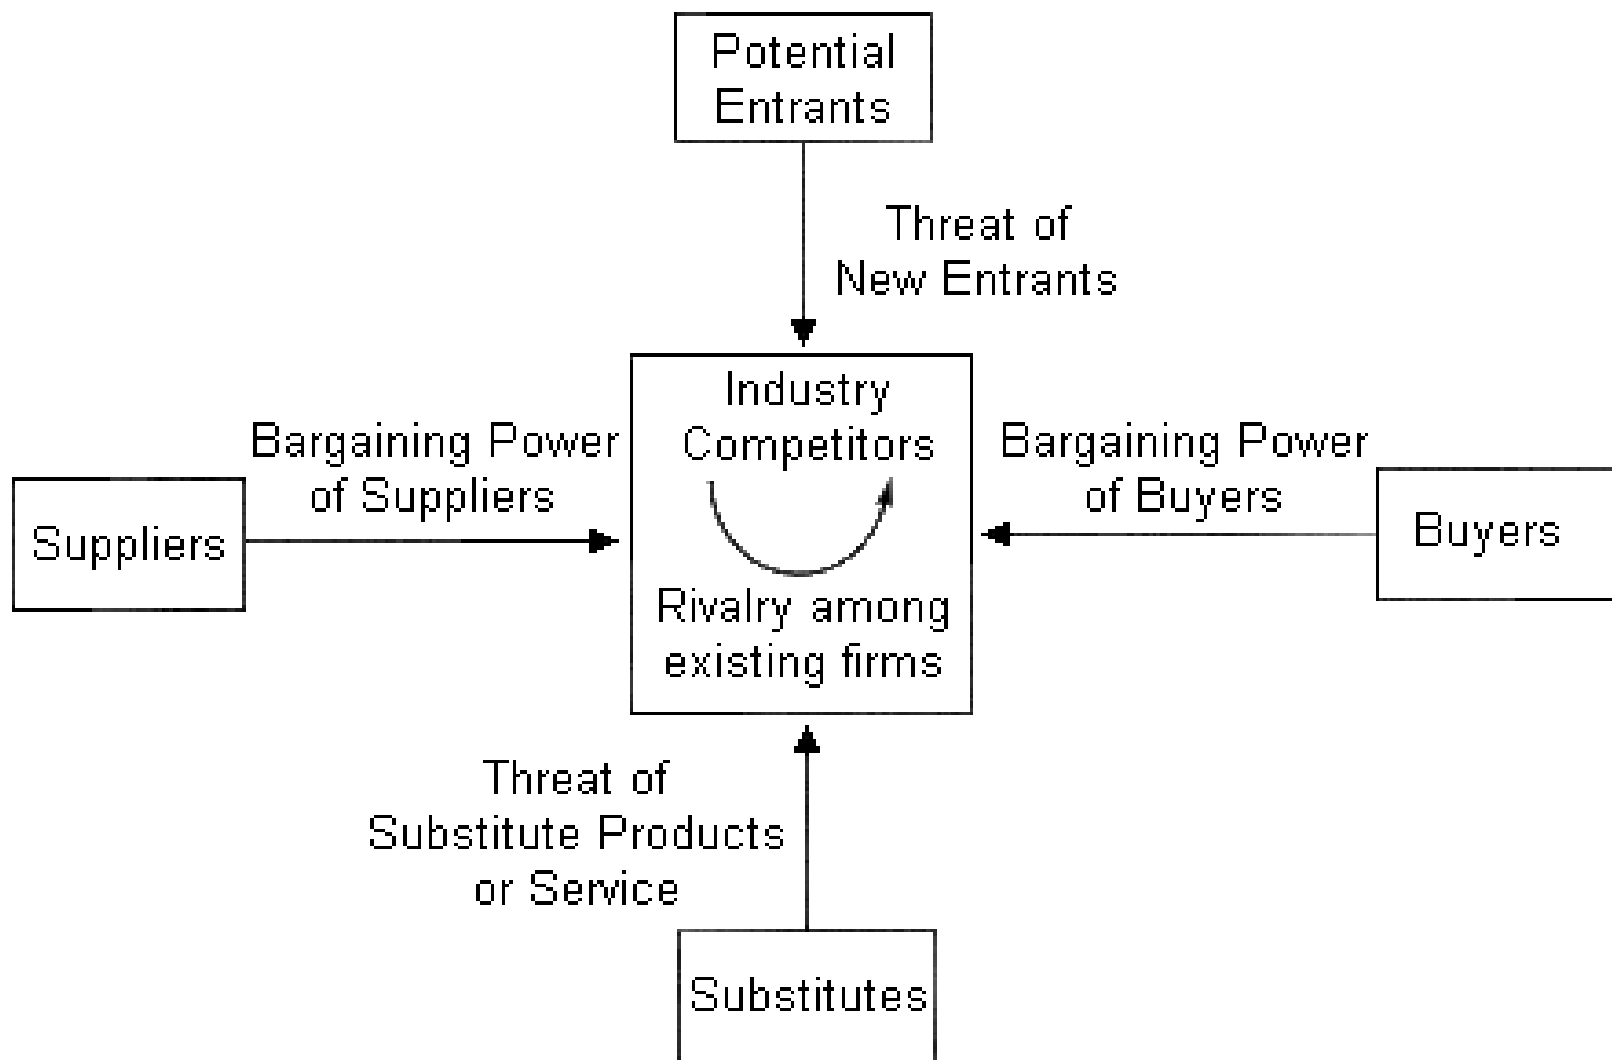 Potential
Entrants
Threat of
New Entrants
Industry
Competitors
Rivalry among
existing firms
Bargaining Power
of Suppliers
Suppliers
Bargaining Power
of Buyers
Buyers
Threat of
Substitute Products
or Service
Substitutes